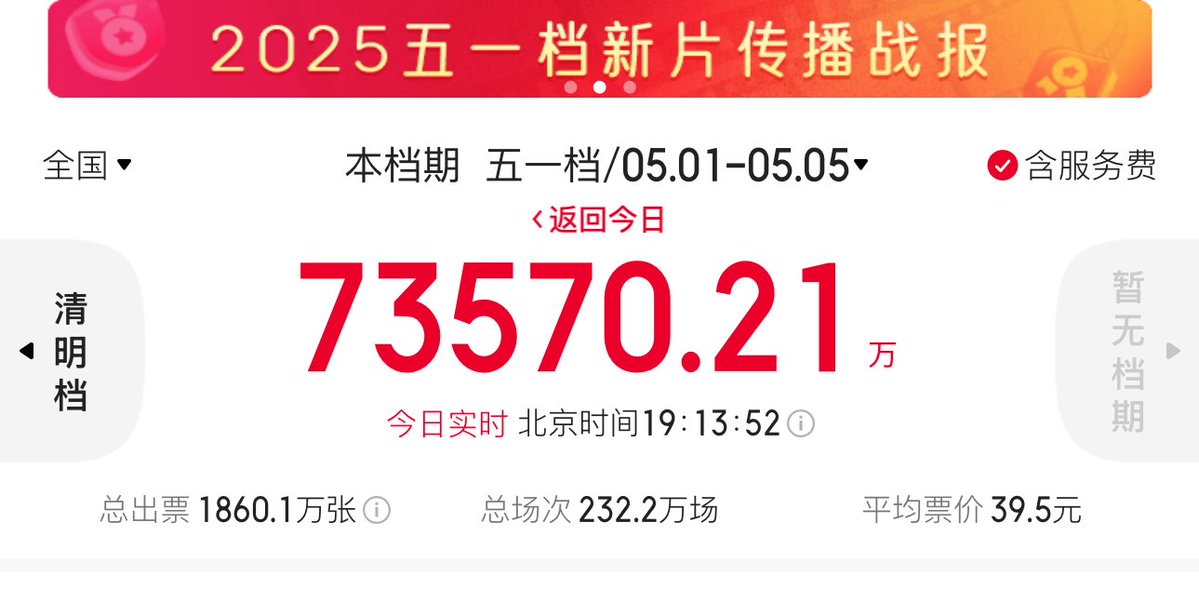 2025五一档新片传播战报
全国 本档期 五一档/05.01-05.05 含服务费
返回今日
清明档
73570.21万
暂无档期
今日实时 北京时间19:13:52
总出票 1860.1万张 总场次 232.2万场 平均票价 39.5元